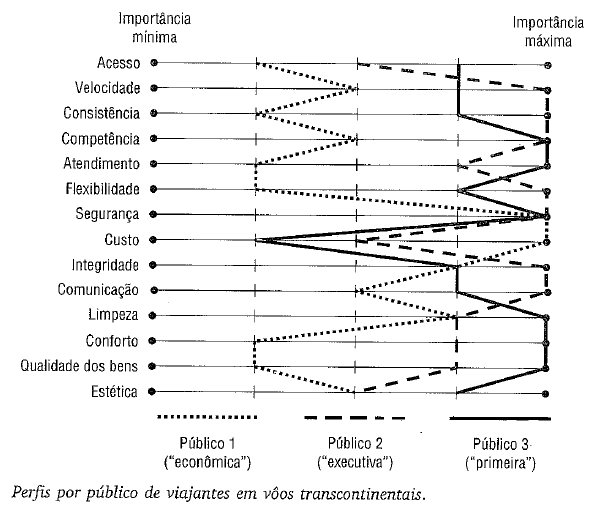 Importância
mínima
Importância
máxima
Acesso
Velocidade
Consistência
Competência
Atendimento
Flexibilidade
Segurança
Custo
Integridade
Comunicação
Limpeza
Conforto
Qualidade dos bens
Estética
Público 1
("econômica")
Público 2
("executiva")
Público 3
("primeira")
Perfis por público de viajantes em vôos transcontinentais.